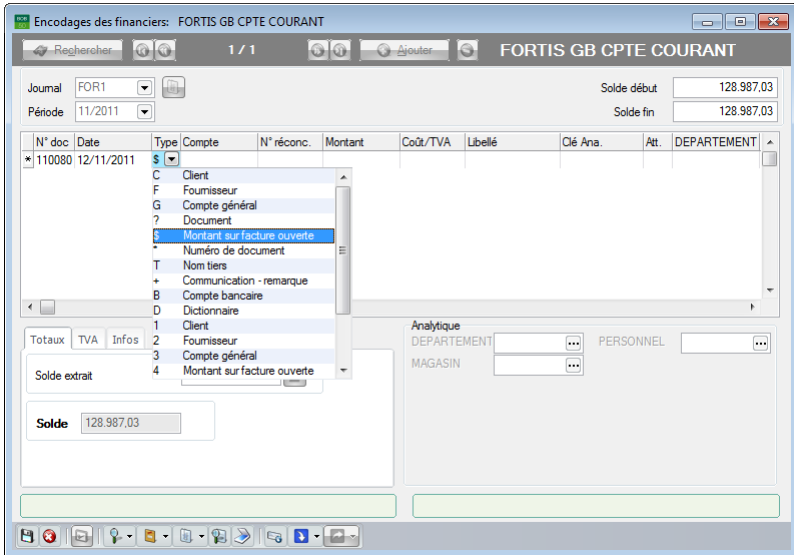 BOB 50 Encodages des financiers: FORTIS GB CPTE COURANT
Rechercher 1 / 1 Ajouter FORTIS GB CPTE COURANT
Journal FOR1 Solde début 128.987,03
Période 11/2011 Solde fin 128.987,03
N° doc Date Type Compte N° réconc. Montant Coût/TVA Libellé Clé Ana. Att. DEPARTEMENT
* 110080 12/11/2011 $
C Client
F Fournisseur
G Compte général
? Document
$ Montant sur facture ouverte
* Numéro de document
T Nom tiers
+ Communication - remarque
B Compte bancaire
D Dictionnaire
1 Client
2 Fournisseur
3 Compte général
4 Montant sur facture ouverte
Totaux TVA Infos
Solde extrait
Solde 128.987,03
Analytique
DEPARTEMENT ... PERSONNEL ...
MAGASIN ...